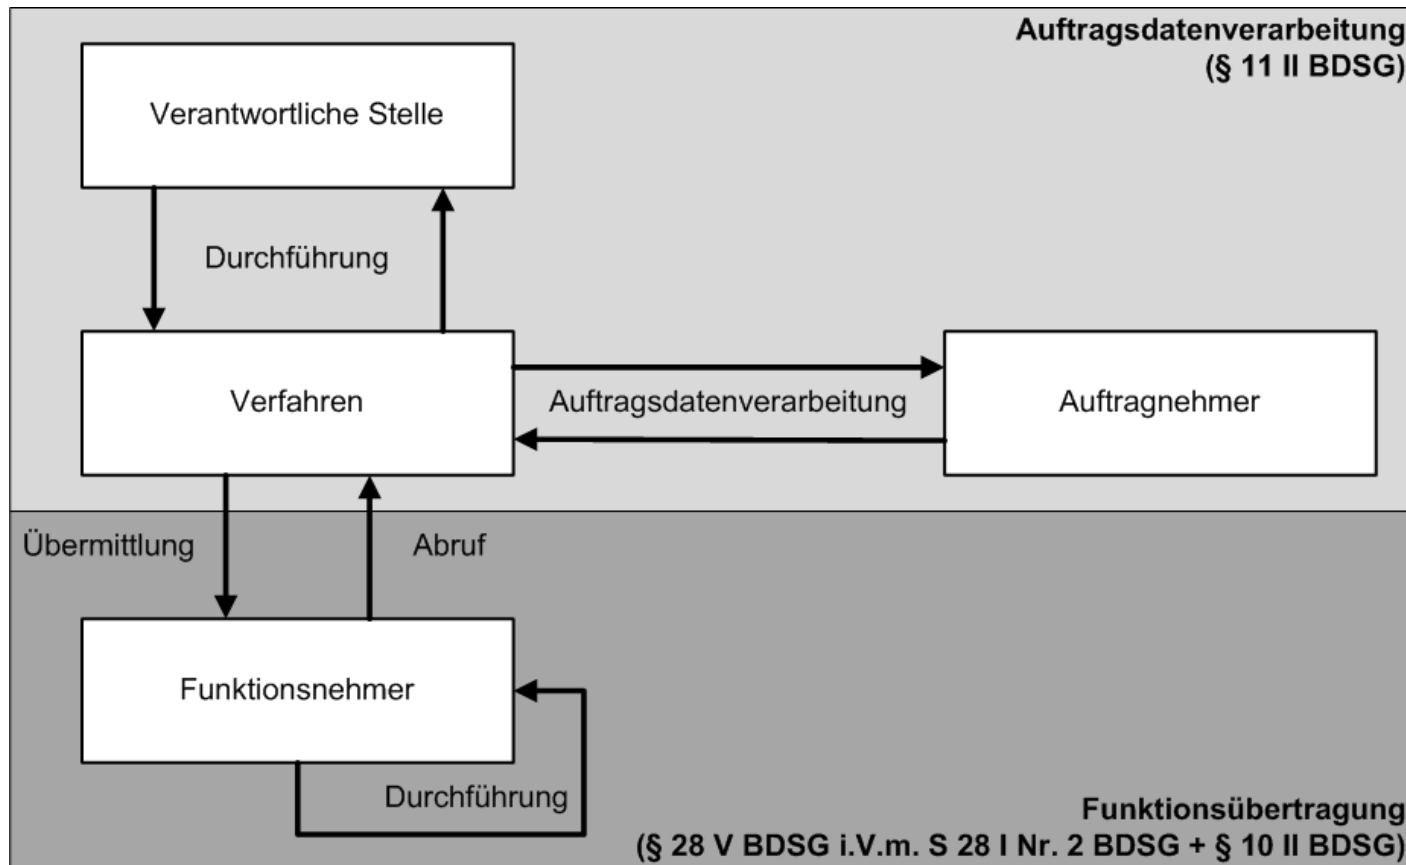 Auftragsdatenverarbeitung
(§ 11 II BDSG)
Verantwortliche Stelle
Durchführung
Verfahren
Auftragsdatenverarbeitung
Auftragnehmer
Übermittlung
Abruf
Funktionsnehmer
Durchführung
Funktionsübertragung
(§ 28 V BDSG i.V.m. S 28 I Nr. 2 BDSG + § 10 II BDSG)